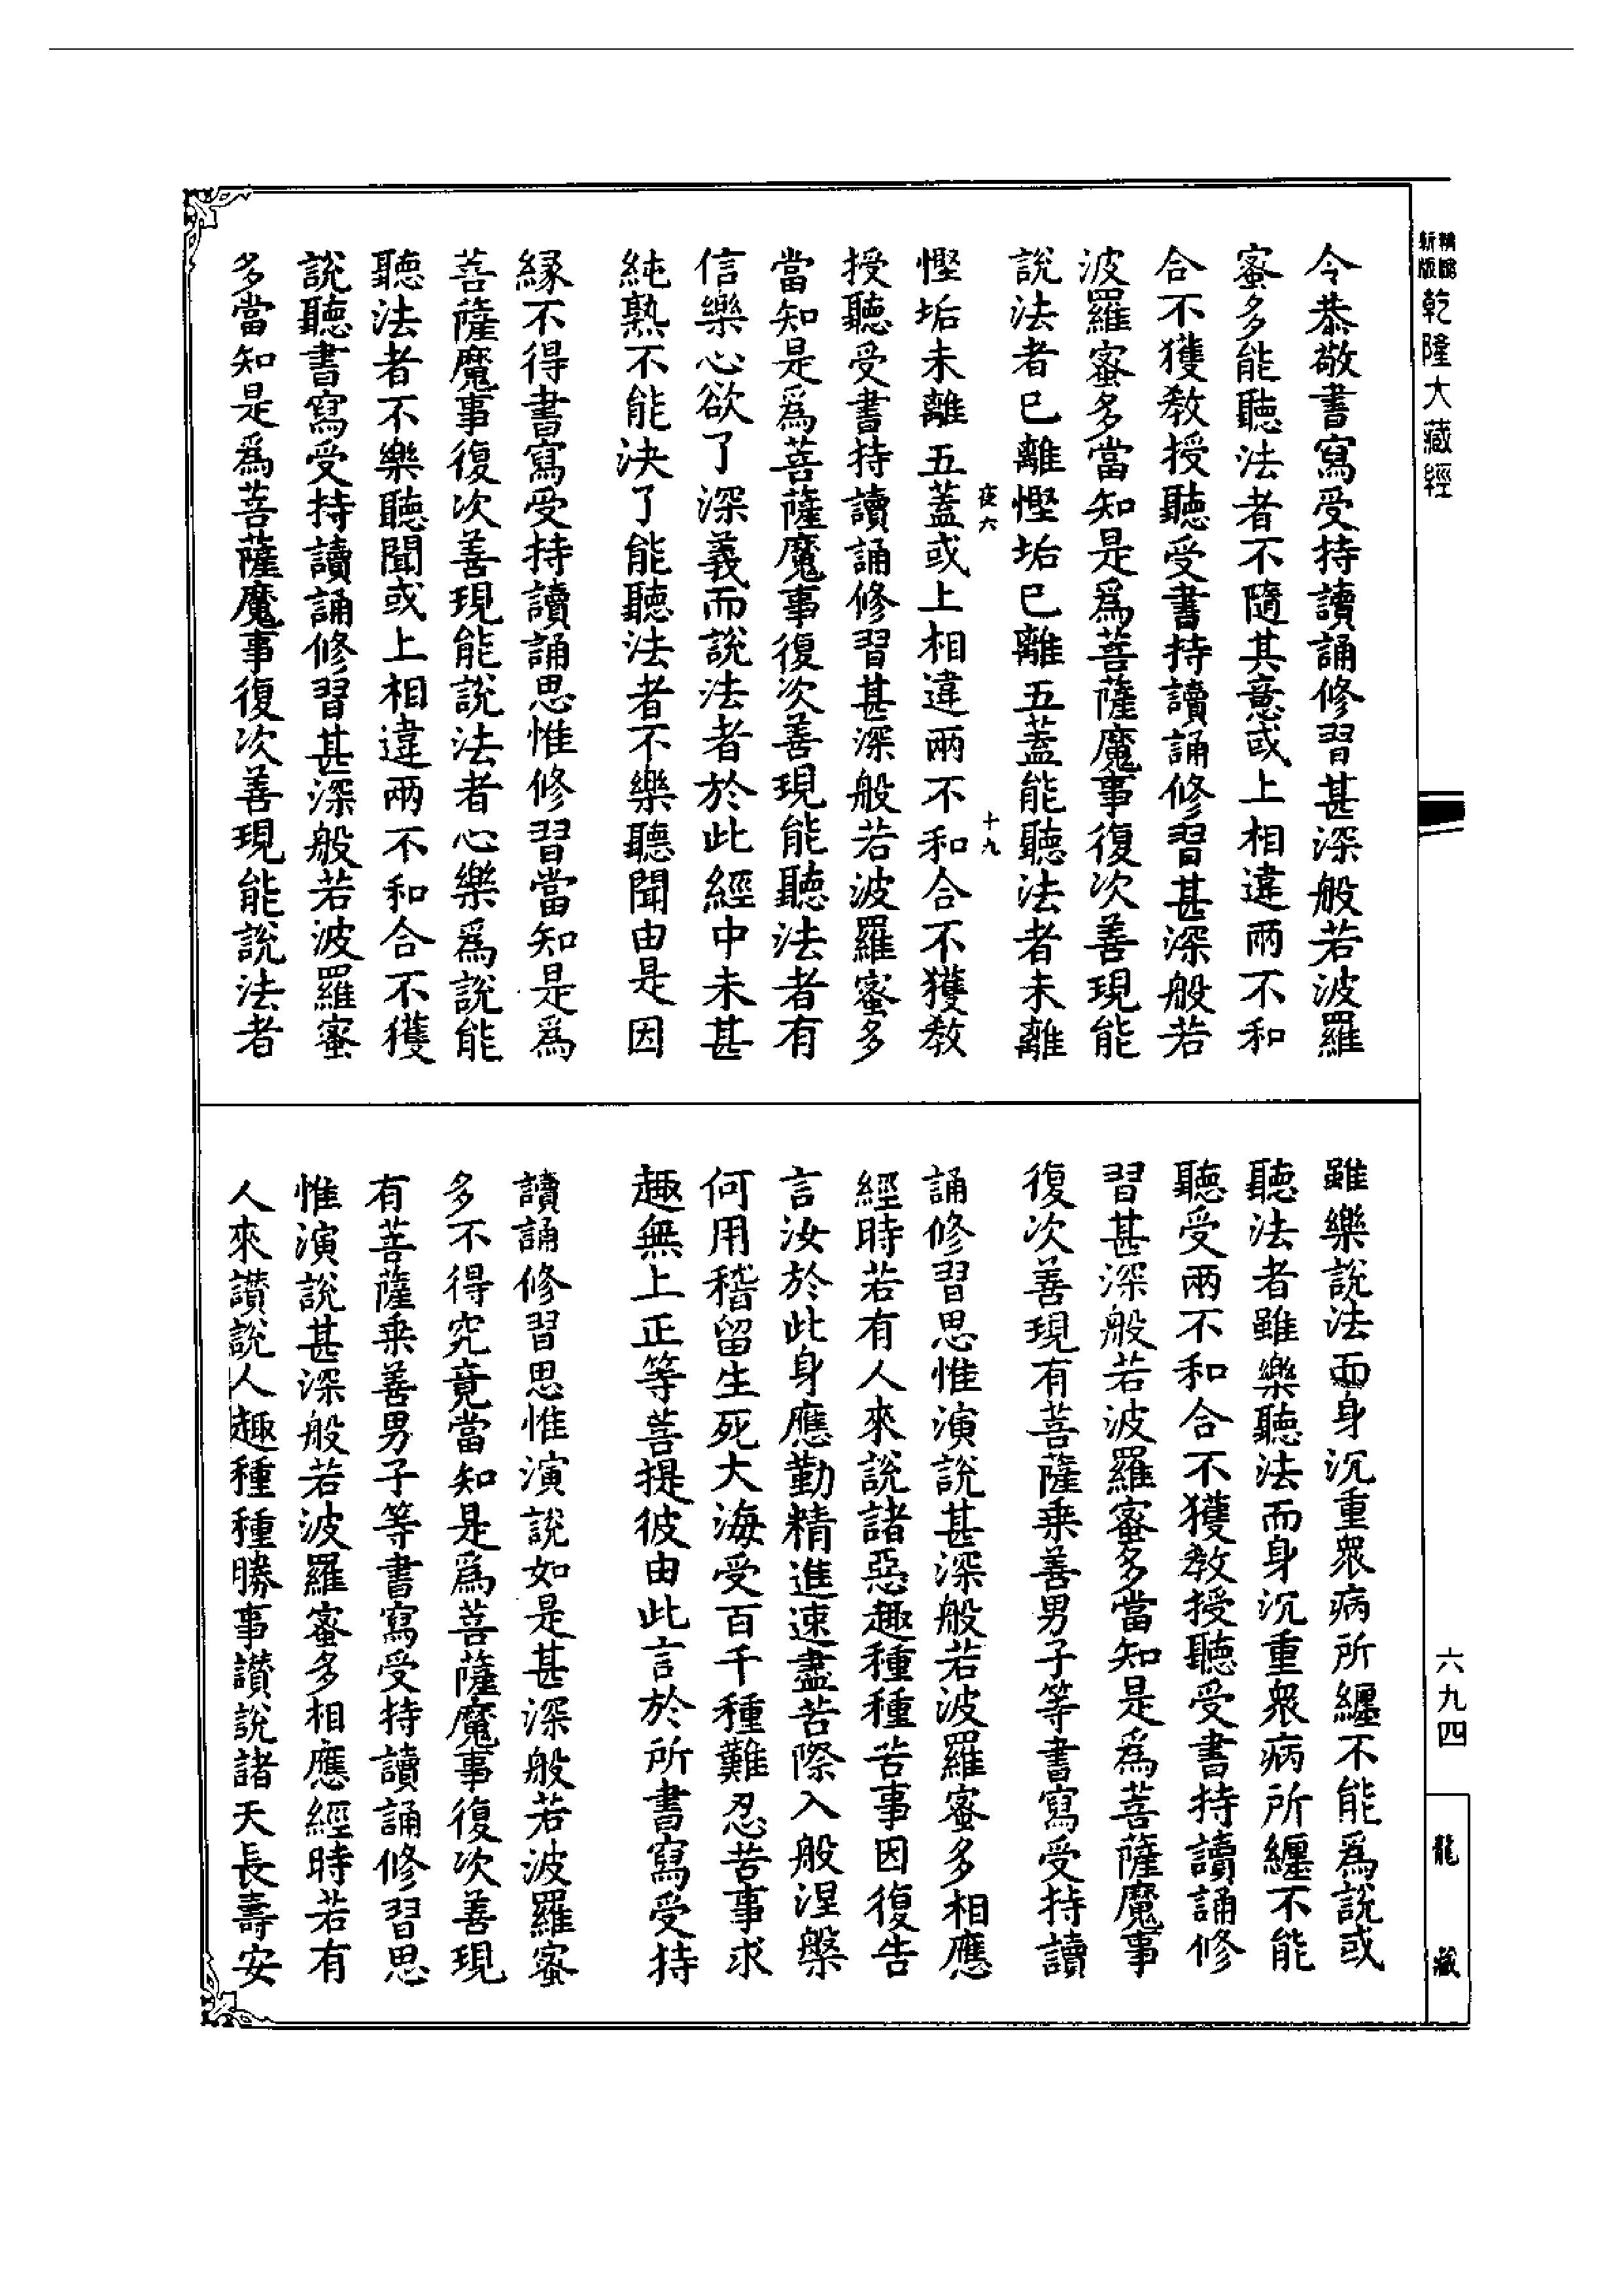 精縮新版乾隆大藏經
令恭敬書寫受持讀誦修習甚深般若波羅
蜜多能聽法者不隨其意或上相違兩不和
合不獲教授聽受書持讀誦修習甚深般若
波羅蜜多當知是爲菩薩魔事復次善現能
說法者已離慳垢已離五蓋能聽法者未離
夜六 十九
慳垢未離五蓋或上相違兩不和合不獲教
授聽受書持讀誦修習甚深般若波羅蜜多
當知是爲菩薩魔事復次善現能聽法者有
信樂心欲了深義而說法者於此經中未甚
純熟不能決了能聽法者不樂聽聞由是因
緣不得書寫受持讀誦思惟修習當知是爲
菩薩魔事復次善現能說法者心樂爲說能
聽法者不樂聽聞或上相違兩不和合不獲
說聽書寫受持讀誦修習甚深般若波羅蜜
多當知是爲菩薩魔事復次善現能說法者
雖樂說法而身沉重衆病所纏不能爲說或
聽法者雖樂聽法而身沉重衆病所纏不能
聽受兩不和合不獲教授聽受書持讀誦修
習甚深般若波羅蜜多當知是爲菩薩魔事
復次善現有菩薩乘善男子等書寫受持讀
誦修習思惟演說甚深般若波羅蜜多相應
經時若有人來說諸惡趣種種苦事因復告
言汝於此身應勤精進速盡苦際入般涅槃
何用稽留生死大海受百千種難忍苦事求
趣無上正等菩提彼由此言於所書寫受持
讀誦修習思惟演說如是甚深般若波羅蜜
多不得究竟當知是爲菩薩魔事復次善現
有菩薩乘善男子等書寫受持讀誦修習思
惟演說甚深般若波羅蜜多相應經時若有
人來讚說人趣種種勝事讚說諸天長壽安
六九四
龍藏